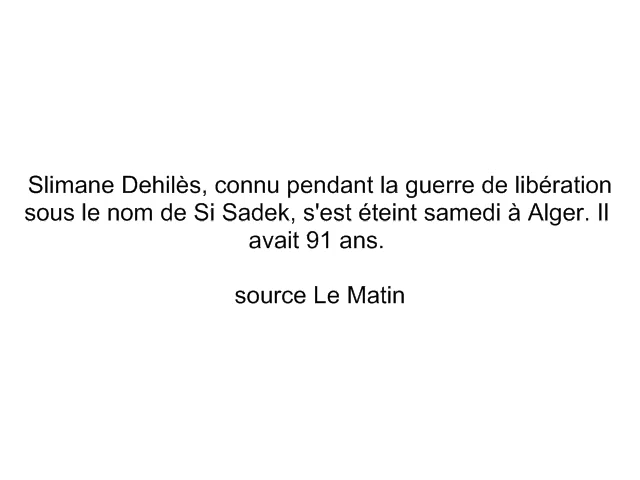 Slimane Dehilès, connu pendant la guerre de libération
sous le nom de Si Sadek, s'est éteint samedi à Alger. Il
avait 91 ans.
source Le Matin